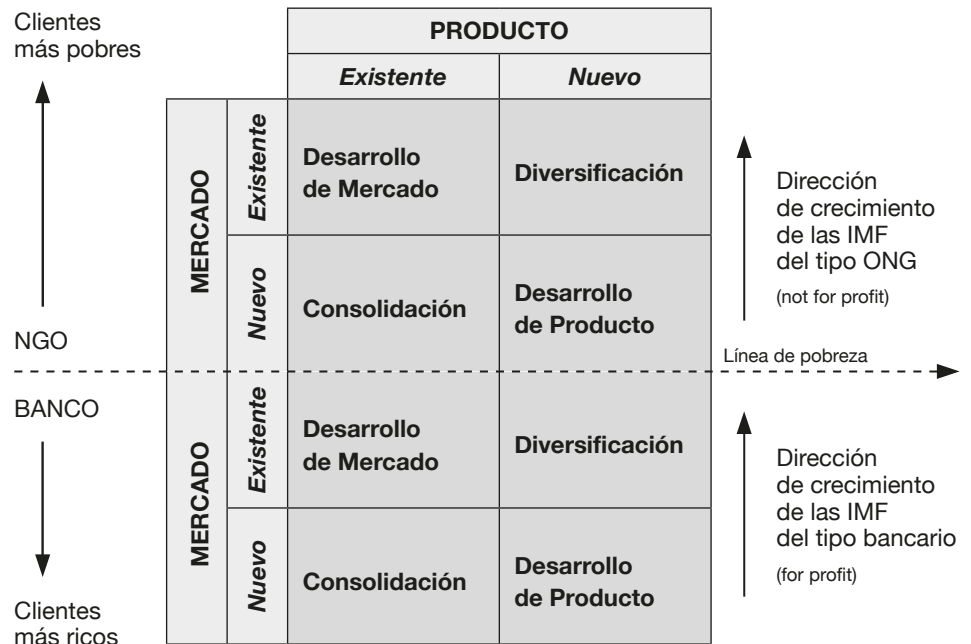 Clientes
más pobres
PRODUCTO
Existente
Nuevo
MERCADO
Existente
Desarrollo
de Mercado
Diversificación
Nuevo
Consolidación
Desarrollo
de Producto
Dirección
de crecimiento
de las IMF
del tipo ONG
(not for profit)
NGO
Línea de pobreza
BANCO
MERCADO
Existente
Desarrollo
de Mercado
Diversificación
Nuevo
Consolidación
Desarrollo
de Producto
Dirección
de crecimiento
de las IMF
del tipo bancario
(for profit)
Clientes
más ricos